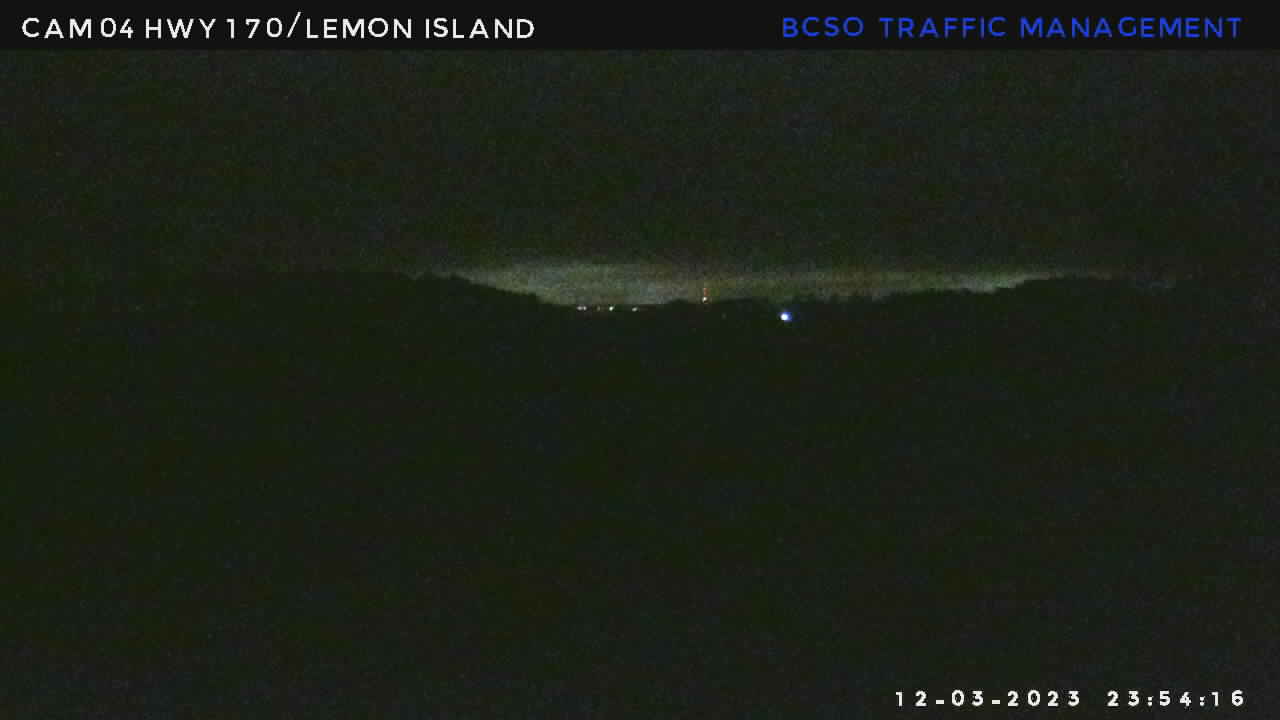 CAM04 HWY 170/LEMON ISLAND
BCSO TRAFFIC MANAGEMENT
12-03-2023 23:54:16